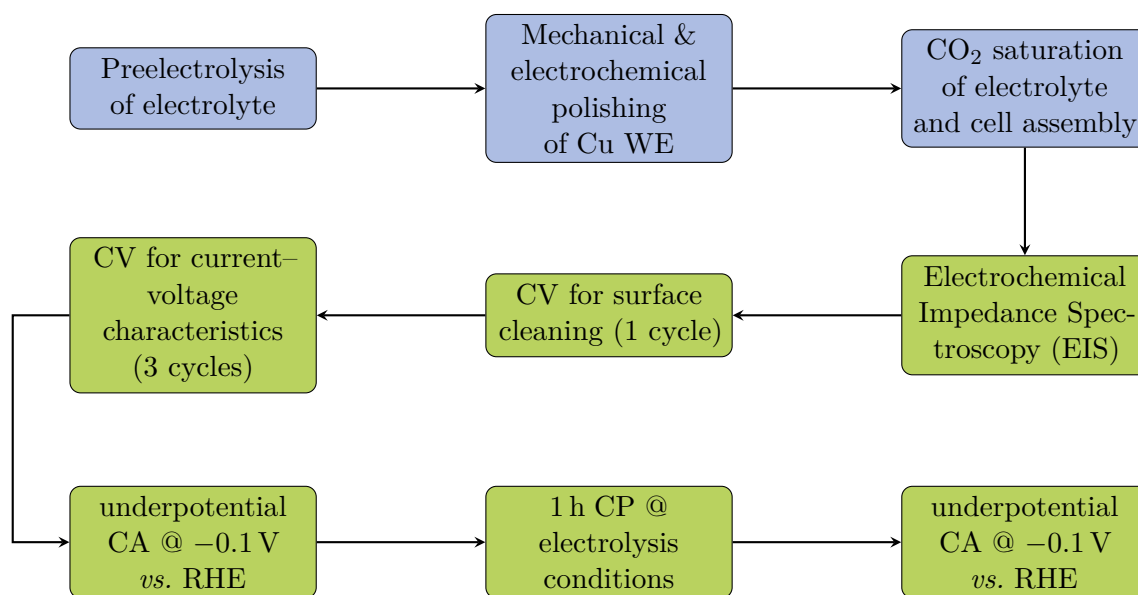 Preelectrolysis
of electrolyte
Mechanical &
electrochemical
polishing
of Cu WE
CO₂ saturation
of electrolyte
and cell assembly
Electrochemical
Impedance Spec-
troscopy (EIS)
CV for surface
cleaning (1 cycle)
CV for current–
voltage
characteristics
(3 cycles)
underpotential
CA @ −0.1 V
vs. RHE
1 h CP @
electrolysis
conditions
underpotential
CA @ −0.1 V
vs. RHE